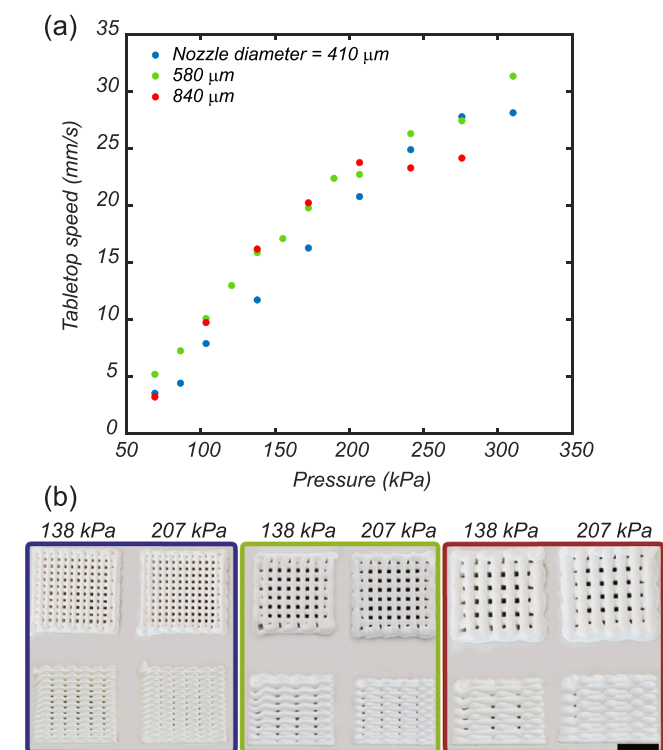 (a)
35
30
25
20
15
10
5
0
Tabletop speed (mm/s)
Nozzle diameter = 410 μm
580 μm
840 μm
50 100 150 200 250 300 350
Pressure (kPa)
(b)
138 kPa 207 kPa 138 kPa 207 kPa 138 kPa 207 kPa